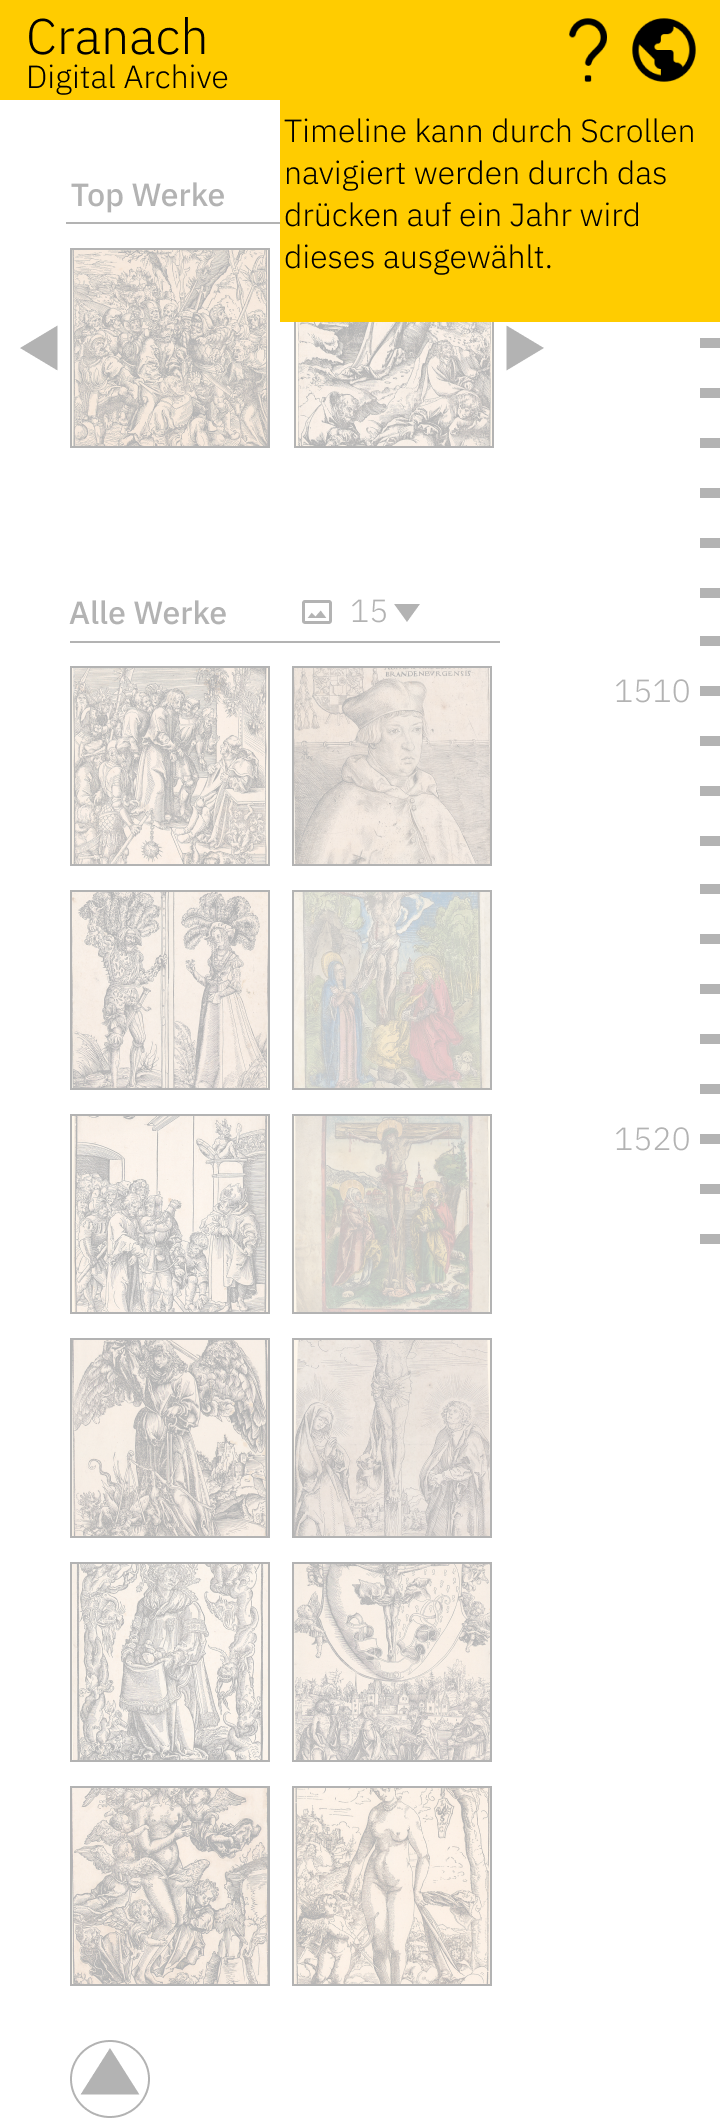 Cranach
Digital Archive
?
Timeline kann durch Scrollen
navigiert werden durch das
drücken auf ein Jahr wird
dieses ausgewählt.
Top Werke
Alle Werke
15
BRANDENBVRGENSIS
1510
1520